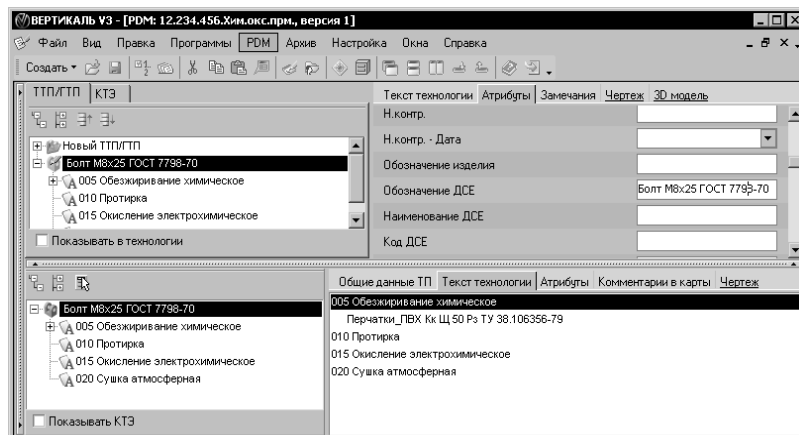 ВЕРТИКАЛЬ V3 - [PDM: 12.234.456.Хим.окс.прм., версия 1]
Файл Вид Правка Программы PDM Архив Настройка Окна Справка
Создать
ТТП/ГТП КТЭ
Новый ТТП/ГТП
Болт М8х25 ГОСТ 7798-70
005 Обезжиривание химическое
010 Протирка
015 Окисление электрохимическое
Показывать в технологии
Текст технологии Атрибуты Замечания Чертеж 3D модель
Н.контр.
Н.контр. - Дата
Обозначение изделия
Обозначение ДСЕ Болт М8х25 ГОСТ 7798-70
Наименование ДСЕ
Код ДСЕ
Болт М8х25 ГОСТ 7798-70
005 Обезжиривание химическое
010 Протирка
015 Окисление электрохимическое
020 Сушка атмосферная
Показывать КТЭ
Общие данные ТП Текст технологии Атрибуты Комментарии в карты Чертеж
005 Обезжиривание химическое
Перчатки_ПВХ Кк Щ 50 Рз ТУ 38.106356-79
010 Протирка
015 Окисление электрохимическое
020 Сушка атмосферная